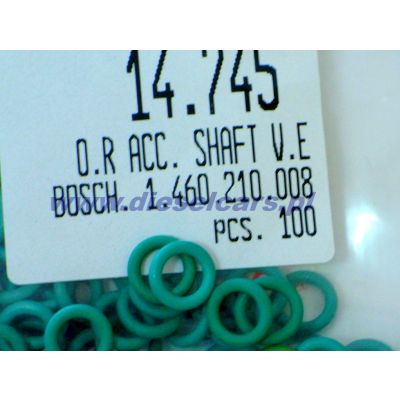 14.745
O.R ACC. SHAFT V.E
BOSCH. 1 460 210 008
www.dieselcars.pl
pcs. 100